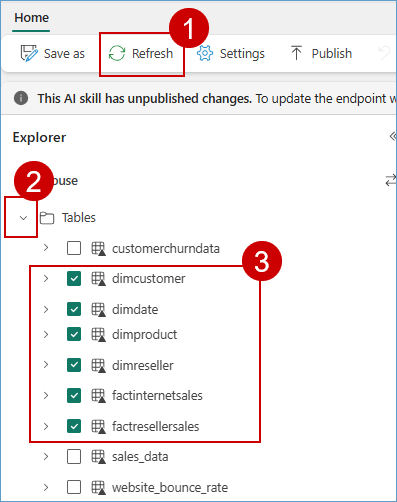 Home
1
Save as Refresh Settings Publish
This AI skill has unpublished changes. To update the endpoint w
Explorer
2
ouse
Tables
customerchurndata
3
dimcustomer
dimdate
dimproduct
dimreseller
factinternetsales
factresellersales
sales_data
website_bounce_rate